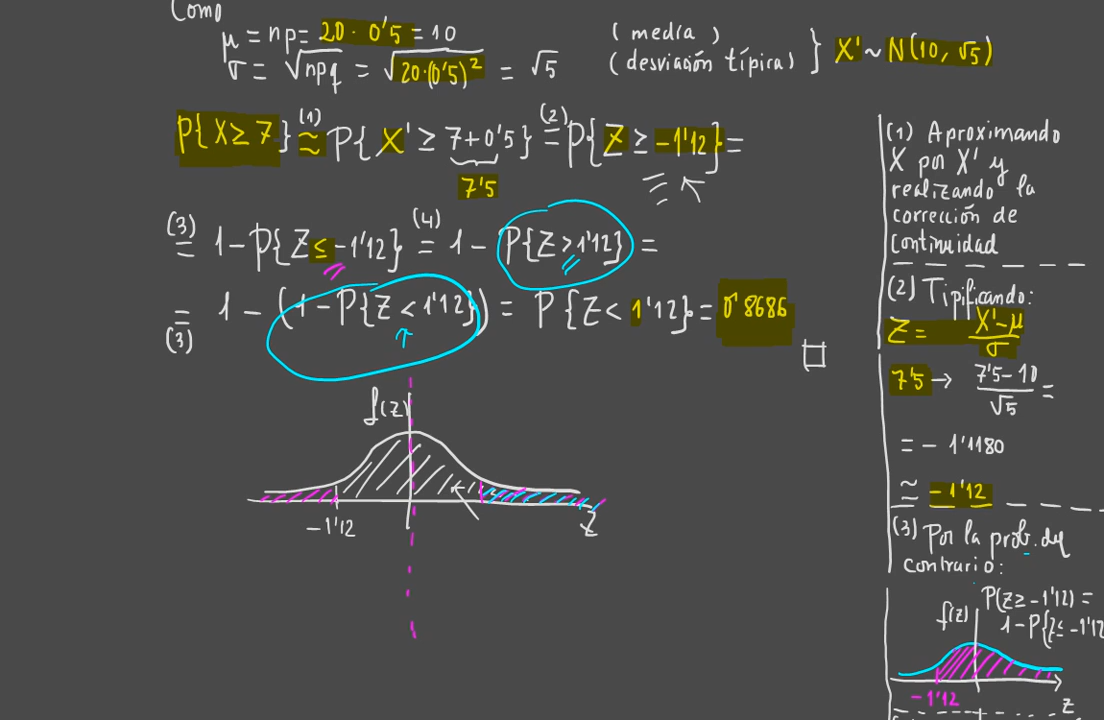 Como
μ = np = 20 · 0'5 = 10 (media)
σ = √npq = √20·(0'5)² = √5 (desviación típica) } X' ~ N(10, √5)
P{X ≥ 7} ≈(1) P{X' ≥ 7+0'5} =(2) P{Z ≥ -1'12} =
7'5
(3) = 1 - P{Z ≤ -1'12} =(4) 1 - P{Z > 1'12} =
= 1 - (1 - P{Z < 1'12}) = P{Z < 1'12} = 0'8686 □
(3)
f(z)
-1'12
Z
(1) Aproximando
X por X' y
realizando la
corrección de
continuidad
(2) Tipificando:
Z = (X'-μ)/σ
7'5 → (7'5-10)/√5 =
= - 1'1180
≈ -1'12
(3) Por la prob. del
contrario:
P(Z ≥ -1'12) =
1 - P{Z ≤ -1'12
f(z)
-1'12
Z